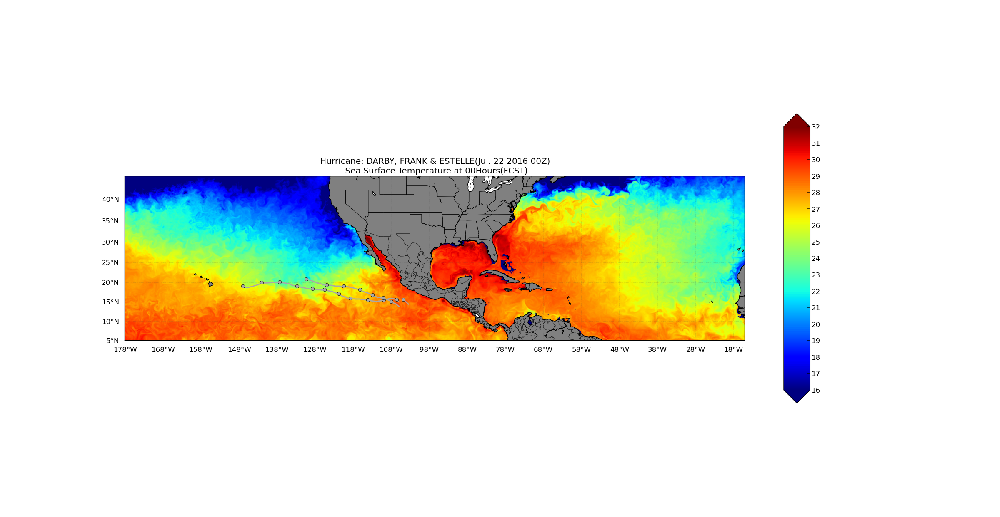 Hurricane: DARBY, FRANK & ESTELLE(Jul. 22 2016 00Z)
Sea Surface Temperature at 00Hours(FCST)
40°N
35°N
30°N
25°N
20°N
15°N
10°N
5°N
178°W 168°W 158°W 148°W 138°W 128°W 118°W 108°W 98°W 88°W 78°W 68°W 58°W 48°W 38°W 28°W 18°W
32
31
30
29
28
27
26
25
24
23
22
21
20
19
18
17
16